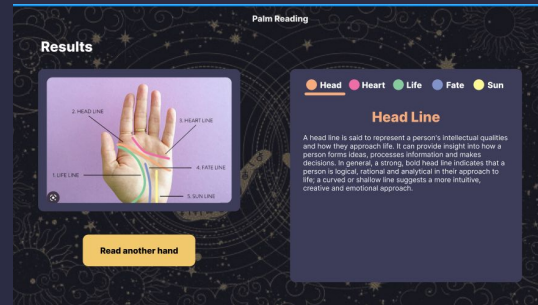 Palm Reading
Results
2. HEAD LINE
3. HEART LINE
1. LIFE LINE
4. FATE LINE
5. SUN LINE
Read another hand
Head
Heart
Life
Fate
Sun
Head Line
A head line is said to represent a person's intellectual qualities
and how they approach life. It can provide insight into how a
person forms ideas, processes information and makes
decisions. In general, a strong, bold head line indicates that a
person is logical, rational and analytical in their approach to
life; a curved or shallow line suggests a more intuitive,
creative and emotional approach.